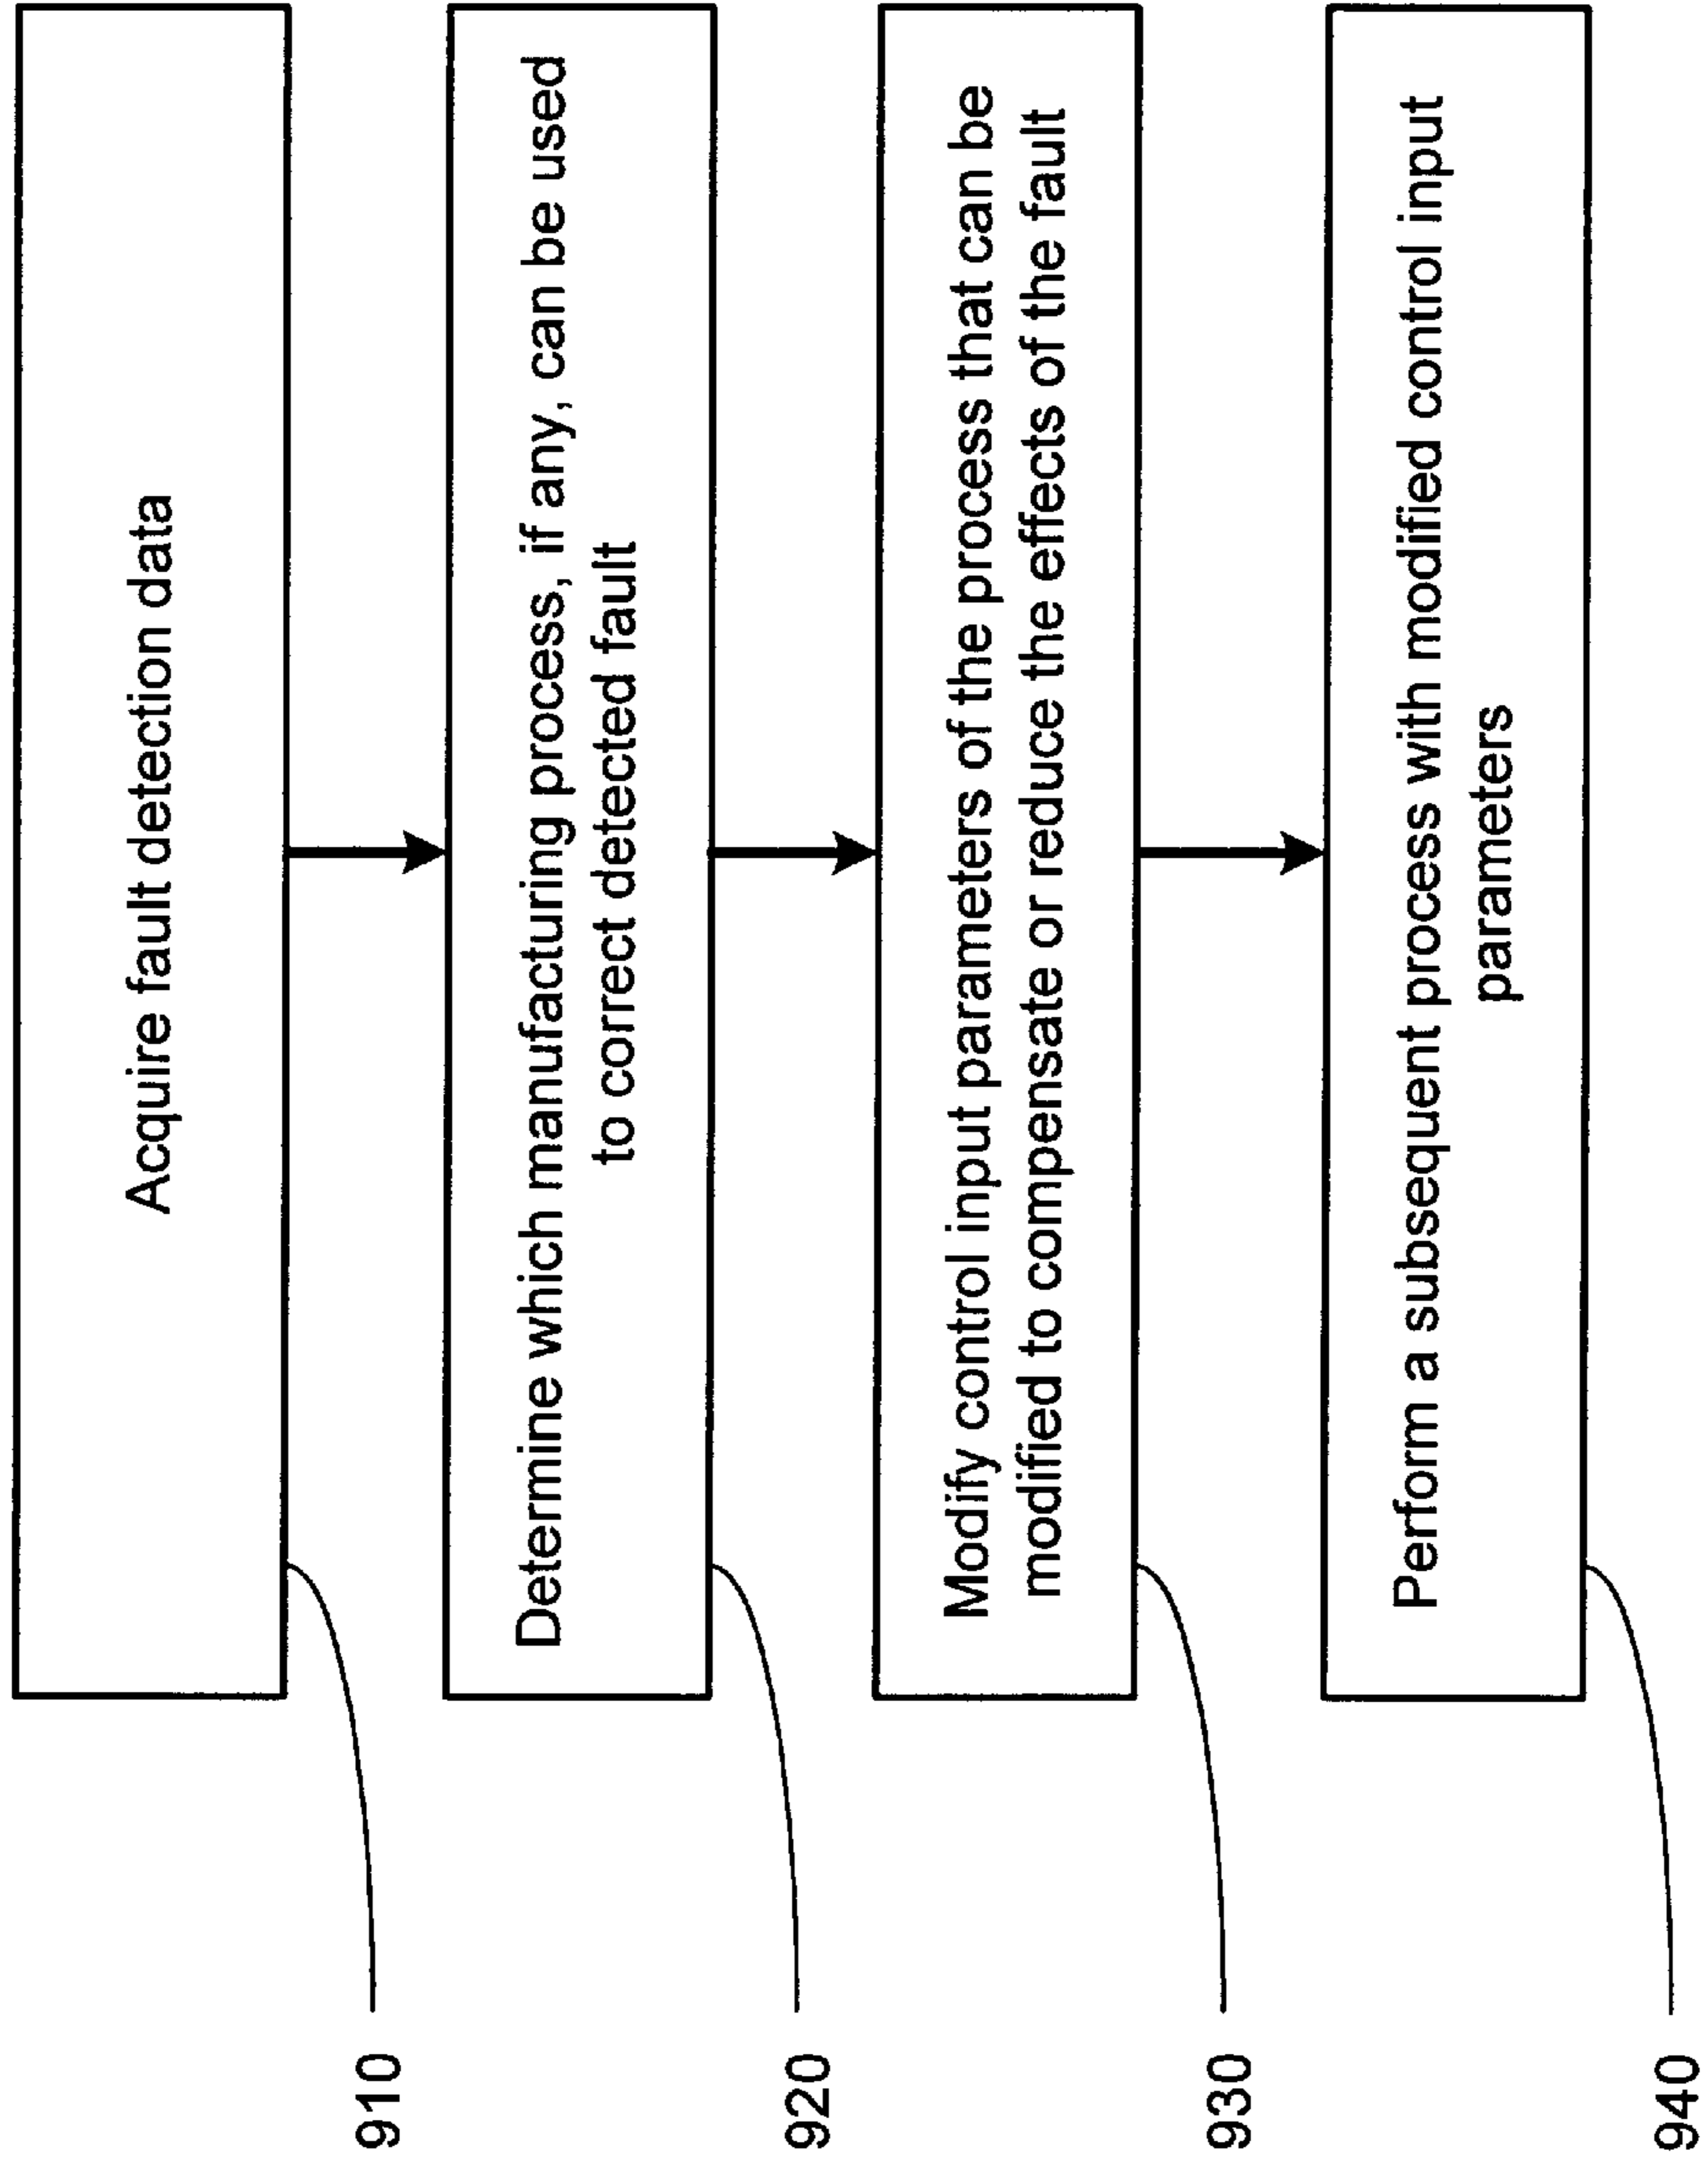 Acquire fault detection data
910
Determine which manufacturing process, if any, can be used
to correct detected fault
920
Modify control input parameters of the process that can be
modified to compensate or reduce the effects of the fault
930
Perform a subsequent process with modified control input
parameters
940